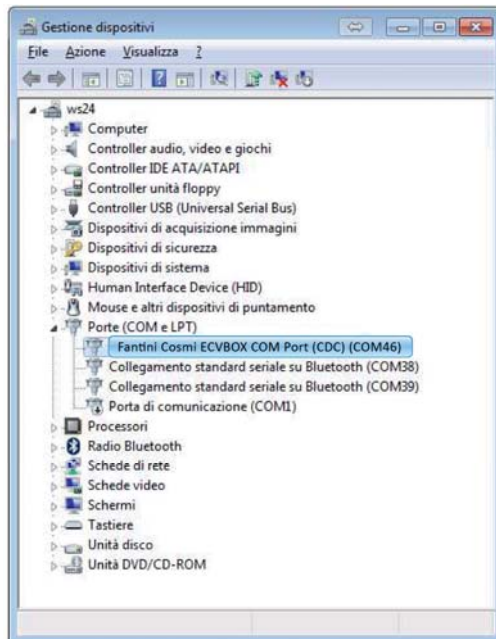 Gestione dispositivi
File Azione Visualizza ?
ws24
Computer
Controller audio, video e giochi
Controller IDE ATA/ATAPI
Controller unità floppy
Controller USB (Universal Serial Bus)
Dispositivi di acquisizione immagini
Dispositivi di sicurezza
Dispositivi di sistema
Human Interface Device (HID)
Mouse e altri dispositivi di puntamento
Porte (COM e LPT)
Fantini Cosmi ECVBOX COM Port (CDC) (COM46)
Collegamento standard seriale su Bluetooth (COM38)
Collegamento standard seriale su Bluetooth (COM39)
Porta di comunicazione (COM1)
Processori
Radio Bluetooth
Schede di rete
Schede video
Schermi
Tastiere
Unità disco
Unità DVD/CD-ROM